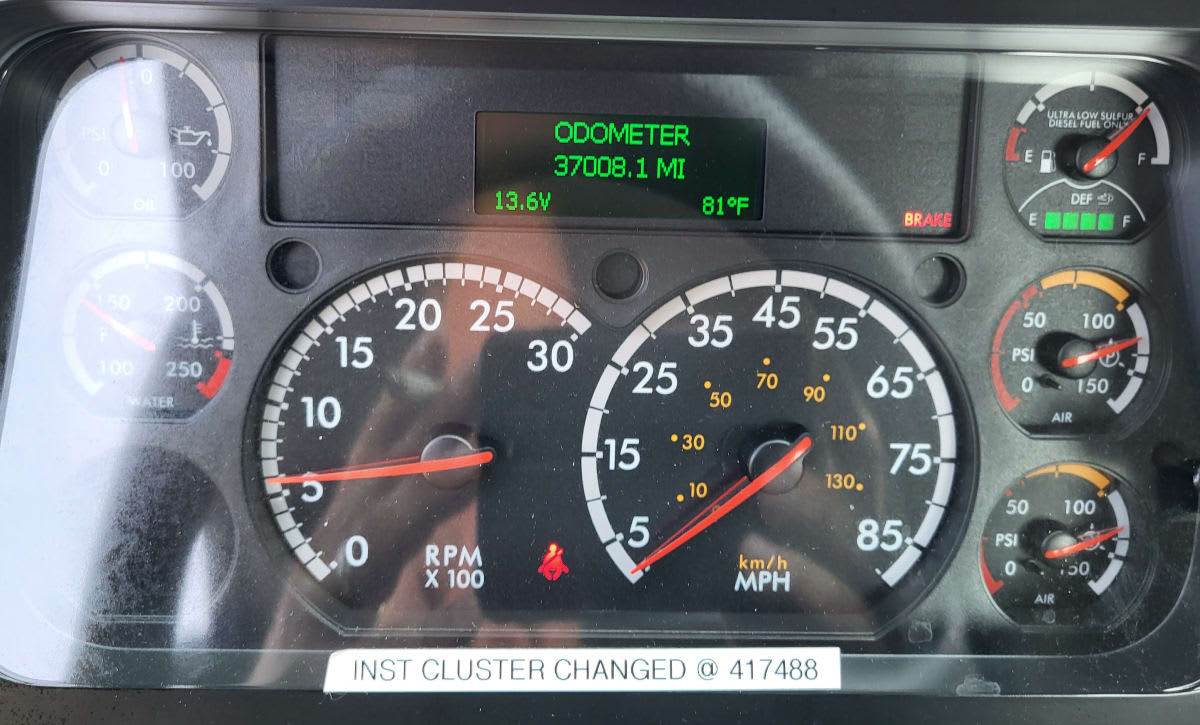 ODOMETER
37008.1 MI
13.6V 81°F
BRAKE
0
PSI
0 100
OIL
150 200
F
100 250
WATER
0 5 10 15 20 25 30
RPM
X 100
5 15 25 35 45 55 65 75 85
10 30 50 70 90 110 130
km/h
MPH
ULTRA LOW SULFUR
DIESEL FUEL ONLY
E F
DEF
E F
50 100
PSI
0 150
P
AIR
50 100
PSI
0 50
AIR
INST CLUSTER CHANGED @ 417488